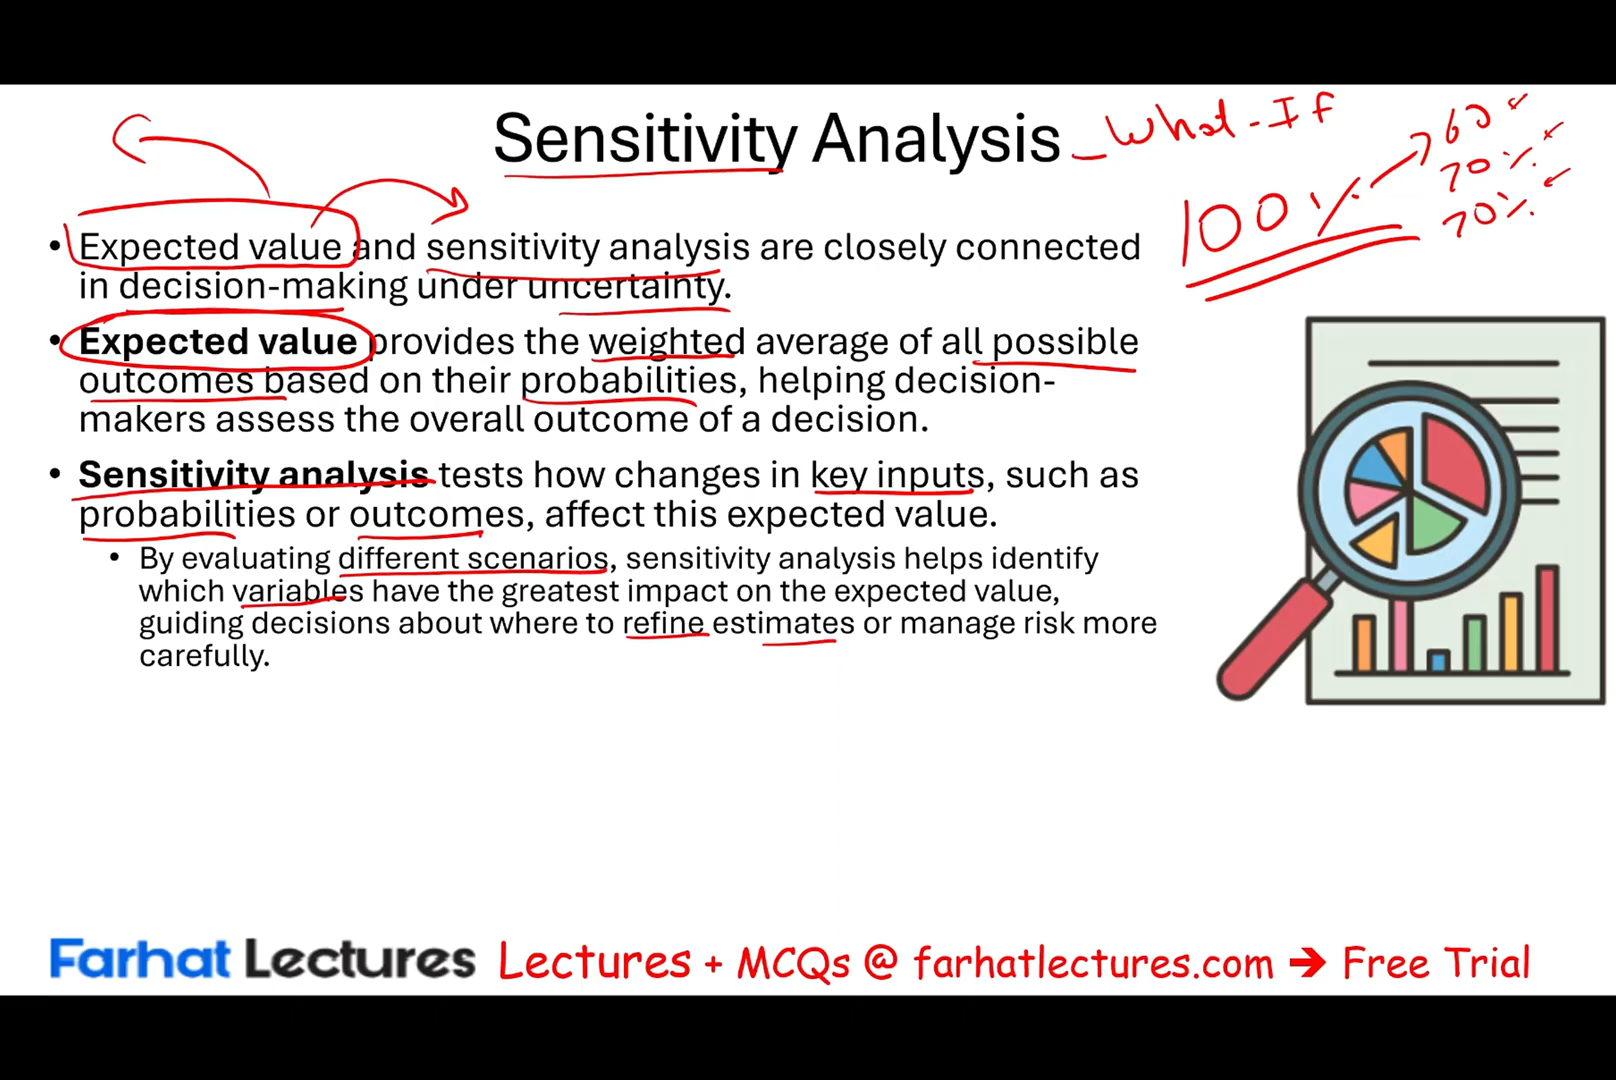 Sensitivity Analysis - What-If
100% 60
70%
70%
• Expected value and sensitivity analysis are closely connected
in decision-making under uncertainty.
• Expected value provides the weighted average of all possible
outcomes based on their probabilities, helping decision-
makers assess the overall outcome of a decision.
• Sensitivity analysis tests how changes in key inputs, such as
probabilities or outcomes, affect this expected value.
• By evaluating different scenarios, sensitivity analysis helps identify
which variables have the greatest impact on the expected value,
guiding decisions about where to refine estimates or manage risk more
carefully.
Farhat Lectures Lectures + MCQs @ farhatlectures.com → Free Trial